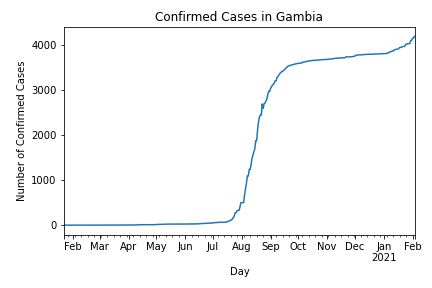 Confirmed Cases in Gambia
Number of Confirmed Cases
4000
3000
2000
1000
0
Feb Mar Apr May Jun Jul Aug Sep Oct Nov Dec Jan Feb
2021
Day